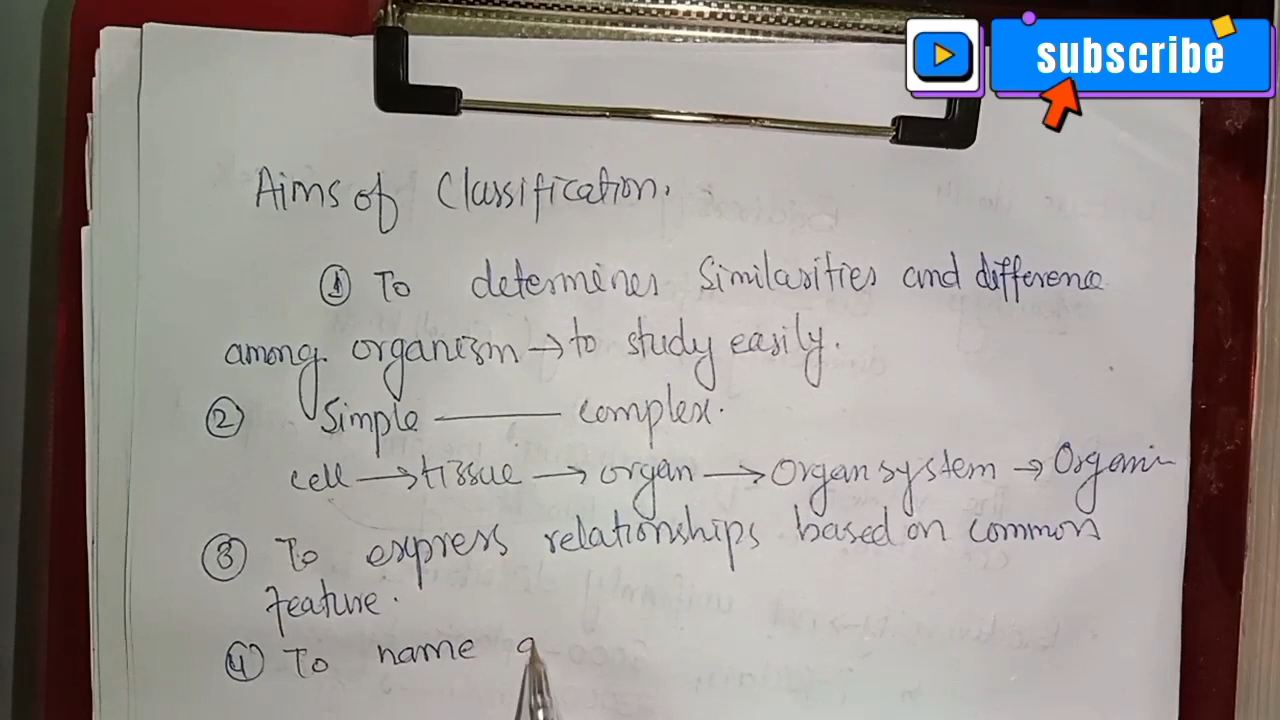 subscribe
Aims of Classification.
① To determines Similarities and difference
among organism → to study easily.
② Simple —— complex.
cell → tissue → organ → Organ system → Organi
③ To express relationships based on common
feature.
④ To name